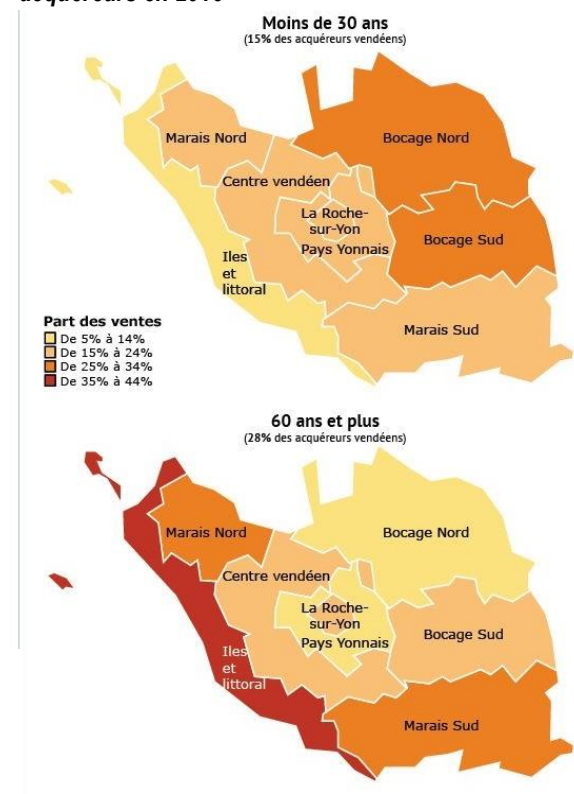 Moins de 30 ans
(15% des acquéreurs vendéens)
Marais Nord
Bocage Nord
Centre vendéen
La Roche-
sur-Yon
Pays Yonnais
Bocage Sud
Iles
et
littoral
Marais Sud
Part des ventes
De 5% à 14%
De 15% à 24%
De 25% à 34%
De 35% à 44%
60 ans et plus
(28% des acquéreurs vendéens)
Marais Nord
Bocage Nord
Centre vendéen
La Roche-
sur-Yon
Pays Yonnais
Bocage Sud
Iles
et
littoral
Marais Sud